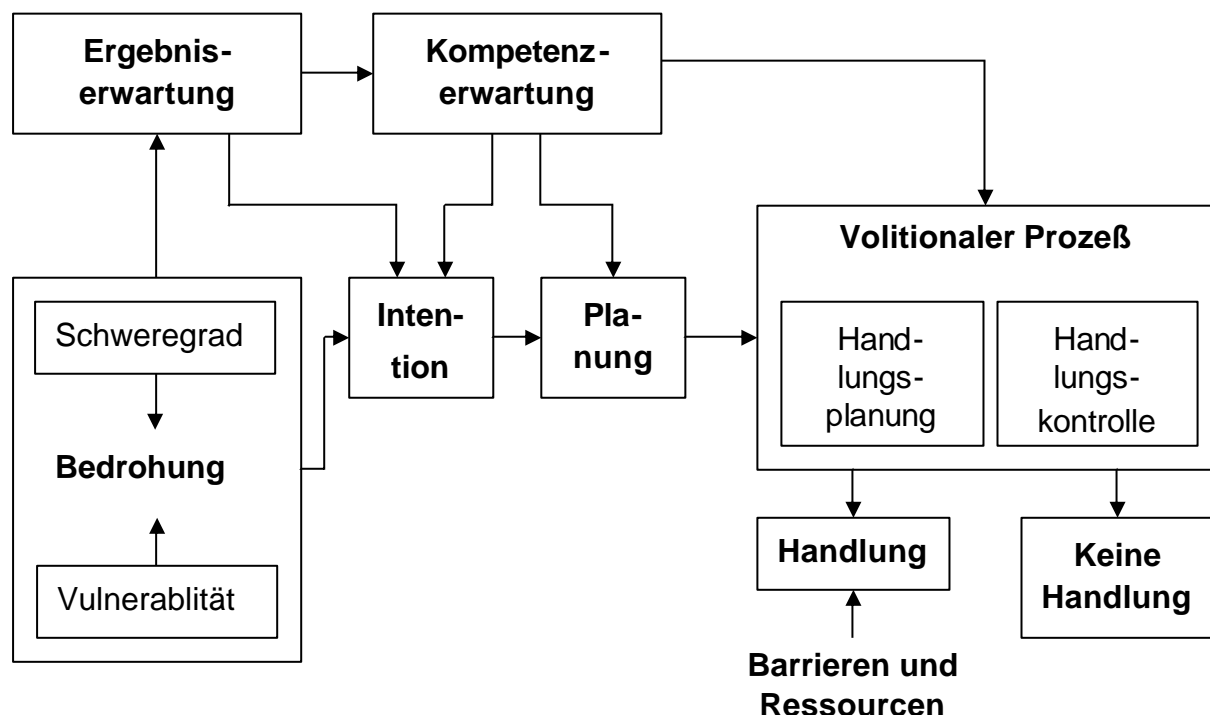 Ergebnis-
erwartung
Kompetenz-
erwartung
Volitionaler Prozeß
Schweregrad
Bedrohung
Vulnerablität
Inten-
tion
Pla-
nung
Hand-
lungs-
planung
Hand-
lungs-
kontrolle
Handlung
Keine
Handlung
Barrieren und
Ressourcen